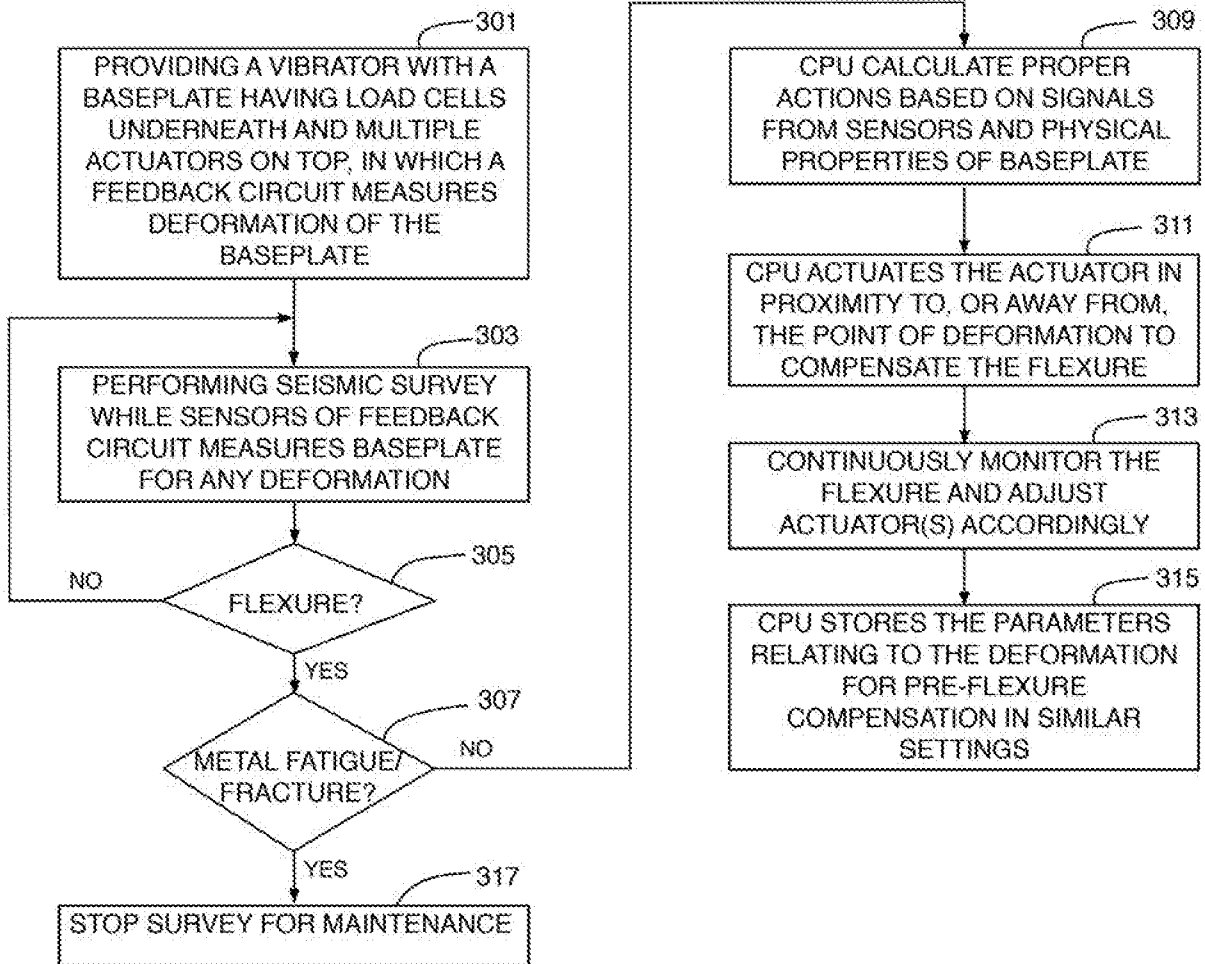 301
PROVIDING A VIBRATOR WITH A
BASEPLATE HAVING LOAD CELLS
UNDERNEATH AND MULTIPLE
ACTUATORS ON TOP, IN WHICH A
FEEDBACK CIRCUIT MEASURES
DEFORMATION OF THE
BASEPLATE
303
PERFORMING SEISMIC SURVEY
WHILE SENSORS OF FEEDBACK
CIRCUIT MEASURES BASEPLATE
FOR ANY DEFORMATION
305
NO
FLEXURE?
YES
307
NO
METAL FATIGUE/
FRACTURE?
YES
317
STOP SURVEY FOR MAINTENANCE
309
CPU CALCULATE PROPER
ACTIONS BASED ON SIGNALS
FROM SENSORS AND PHYSICAL
PROPERTIES OF BASEPLATE
311
CPU ACTUATES THE ACTUATOR IN
PROXIMITY TO, OR AWAY FROM,
THE POINT OF DEFORMATION TO
COMPENSATE THE FLEXURE
313
CONTINUOUSLY MONITOR THE
FLEXURE AND ADJUST
ACTUATOR(S) ACCORDINGLY
315
CPU STORES THE PARAMETERS
RELATING TO THE DEFORMATION
FOR PRE-FLEXURE
COMPENSATION IN SIMILAR
SETTINGS